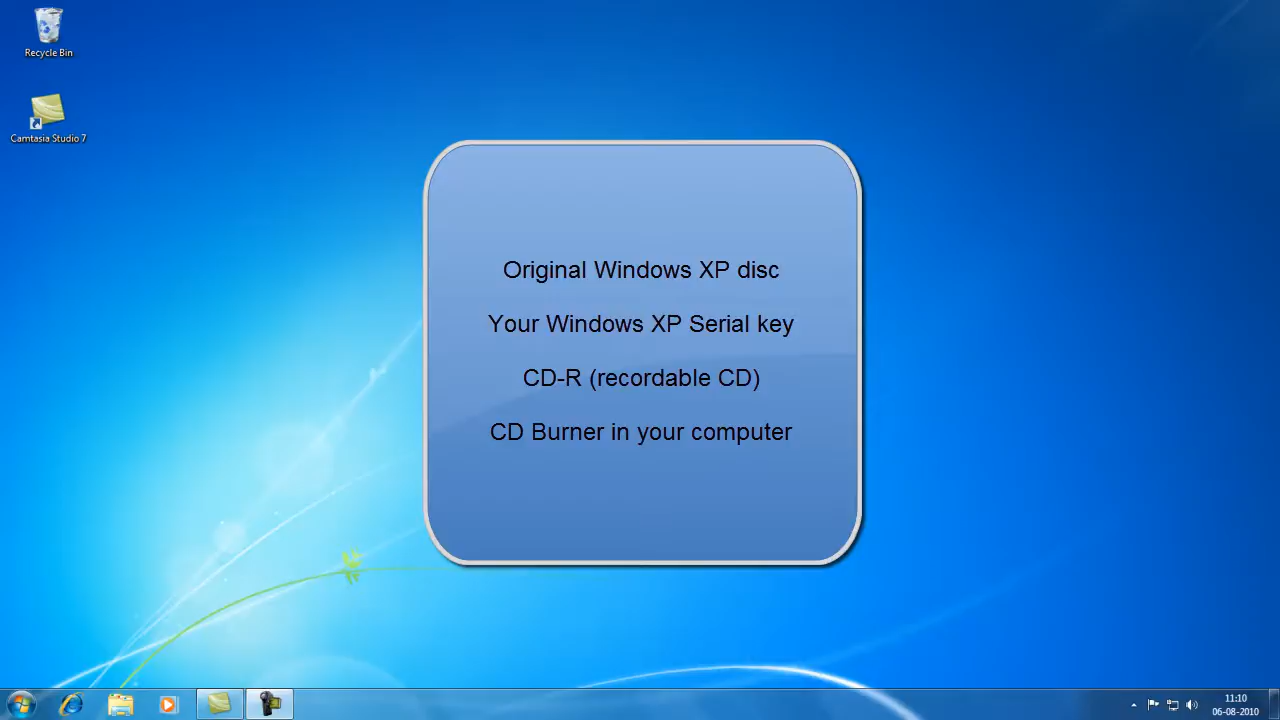 Recycle Bin
Camtasia Studio 7
Original Windows XP disc
Your Windows XP Serial key
CD-R (recordable CD)
CD Burner in your computer
11:10
06-08-2010